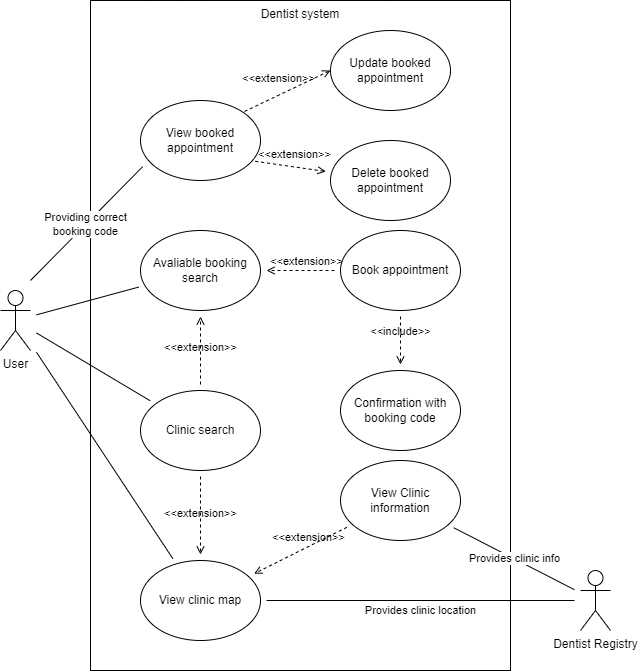 Dentist system
Update booked
appointment
<<extension>>
View booked
appointment
<<extension>>
Delete booked
appointment
Providing correct
booking code
Avaliable booking
search
<<extension>>
Book appointment
<<include>>
<<extension>>
User
Confirmation with
booking code
Clinic search
View Clinic
information
<<extension>>
<<extension>>
Provides clinic info
View clinic map
Provides clinic location
Dentist Registry